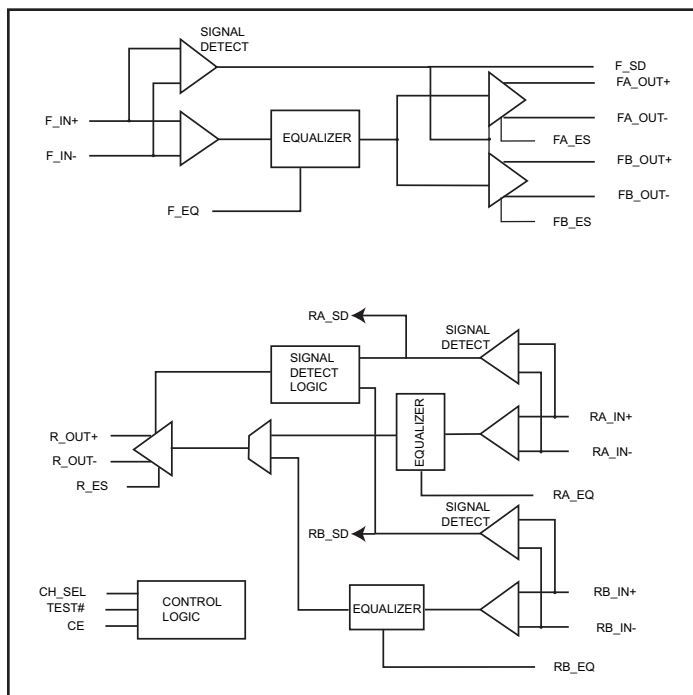 SIGNAL
DETECT
F_SD
FA_OUT+
F_IN+
EQUALIZER
FA_OUT-
F_IN-
FA_ES
FB_OUT+
FB_OUT-
F_EQ
FB_ES
RA_SD
SIGNAL
DETECT
SIGNAL
DETECT
LOGIC
EQUALIZER
RA_IN+
R_OUT+
R_OUT-
RA_IN-
R_ES
RA_EQ
SIGNAL
DETECT
RB_SD
CH_SEL
TEST#
CE
CONTROL
LOGIC
EQUALIZER
RB_IN+
RB_IN-
RB_EQ